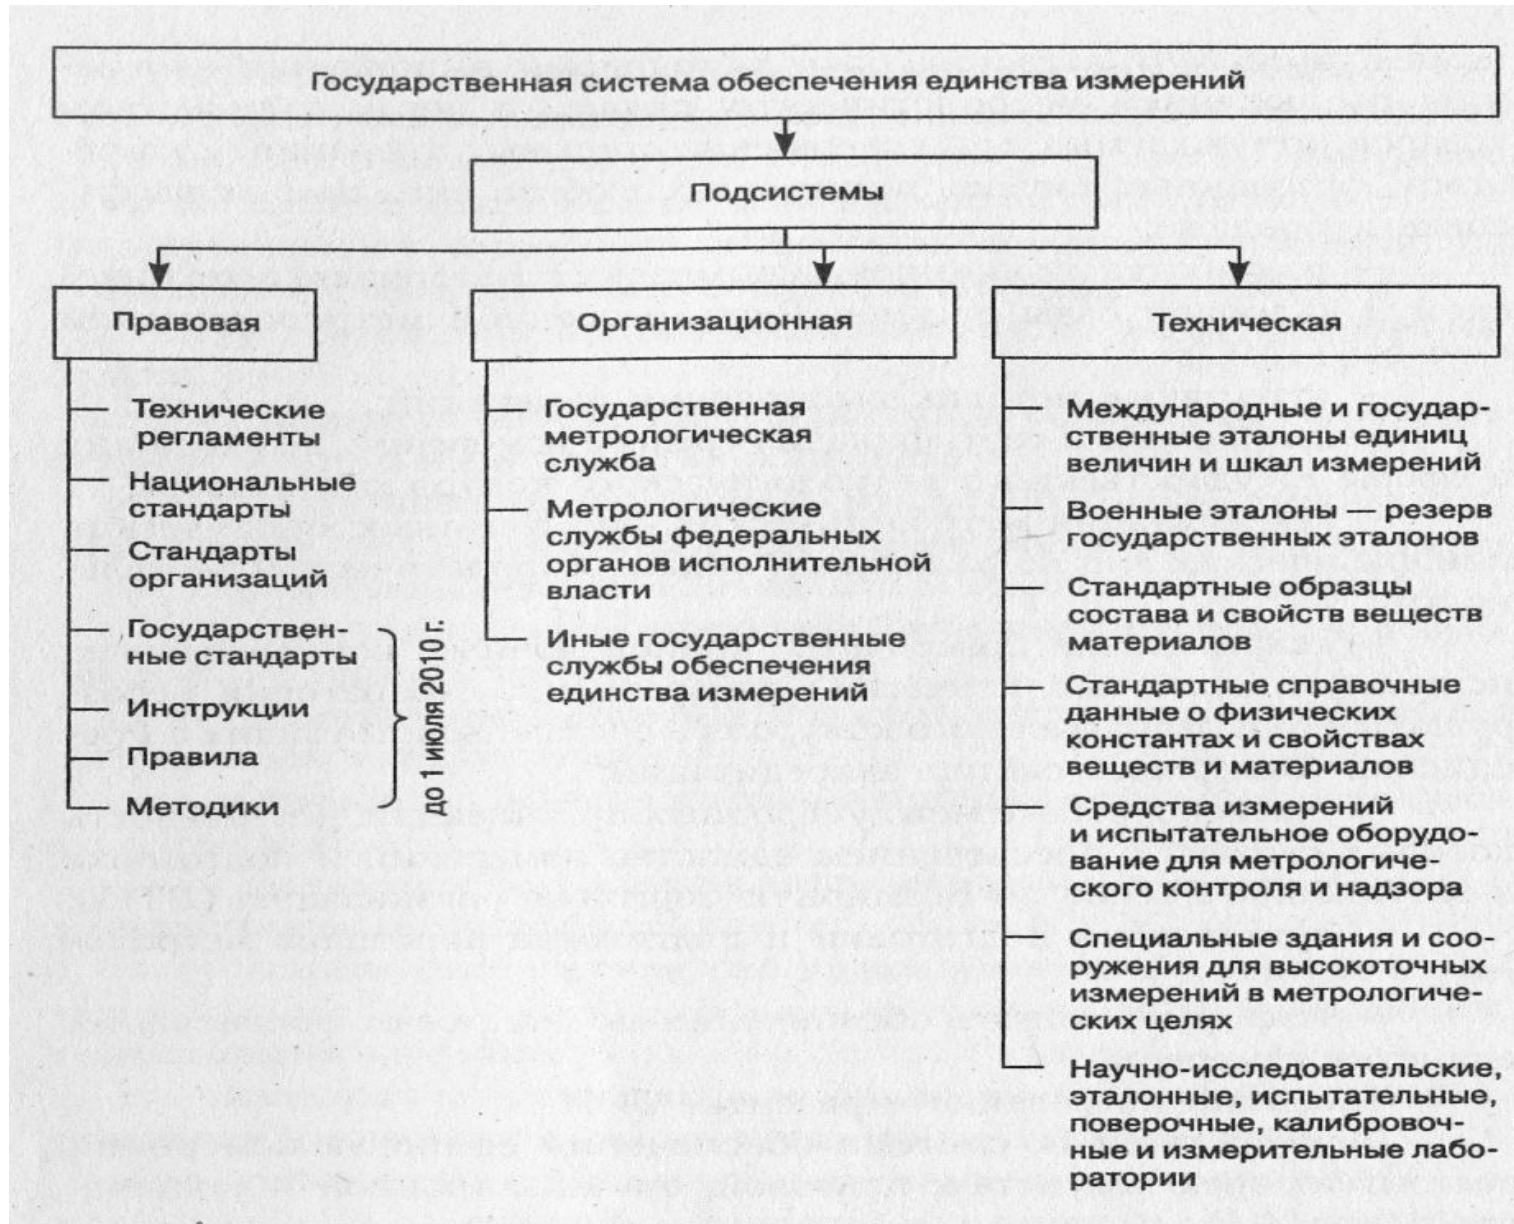 Государственная система обеспечения единства измерений
Подсистемы
Правовая
Технические
регламенты
Национальные
стандарты
Стандарты
организаций
Государствен-
ные стандарты
Инструкции
Правила
Методики
до 1 июля 2010 г.
Организационная
Государственная
метрологическая
служба
Метрологические
службы федеральных
органов исполнительной
власти
Иные государственные
службы обеспечения
единства измерений
Техническая
Международные и государ-
ственные эталоны единиц
величин и шкал измерений
Военные эталоны — резерв
государственных эталонов
Стандартные образцы
состава и свойств веществ
материалов
Стандартные справочные
данные о физических
константах и свойствах
веществ и материалов
Средства измерений
и испытательное оборудо-
вание для метрологиче-
ского контроля и надзора
Специальные здания и соо-
ружения для высокоточных
измерений в метрологиче-
ских целях
Научно-исследовательские,
эталонные, испытательные,
поверочные, калибровоч-
ные и измерительные лабо-
ратории